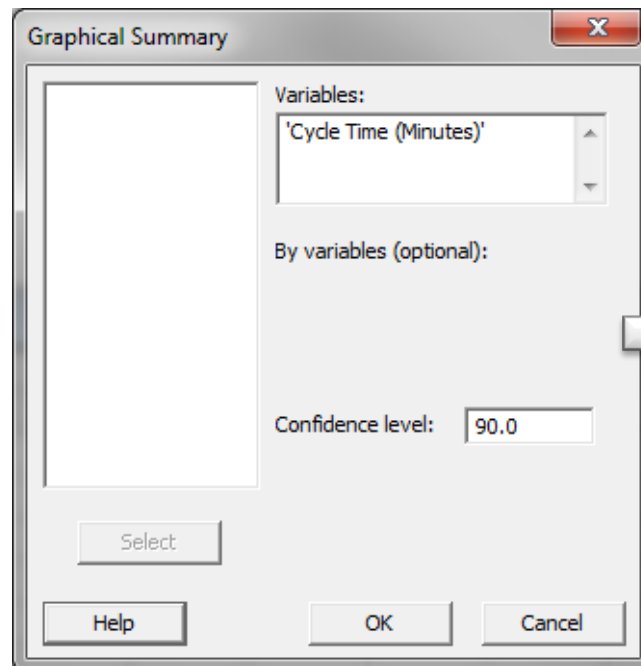 Graphical Summary
Variables:
'Cycle Time (Minutes)'
By variables (optional):
Confidence level:
90.0
Select
Help
OK
Cancel